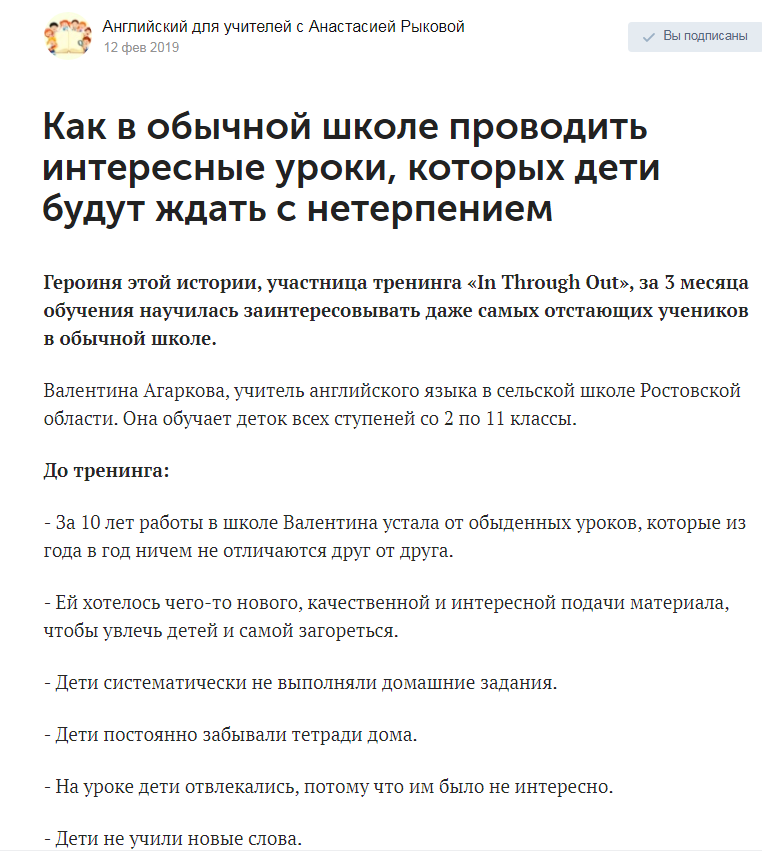 Английский для учителей с Анастасией Рыковой
12 фев 2019
Вы подписаны
Как в обычной школе проводить
интересные уроки, которых дети
будут ждать с нетерпением
Героиня этой истории, участница тренинга «In Through Out», за 3 месяца
обучения научилась заинтересовывать даже самых отстающих учеников
в обычной школе.
Валентина Агаркова, учитель английского языка в сельской школе Ростовской
области. Она обучает деток всех ступеней со 2 по 11 классы.
До тренинга:
- За 10 лет работы в школе Валентина устала от обыденных уроков, которые из
года в год ничем не отличаются друг от друга.
- Ей хотелось чего-то нового, качественной и интересной подачи материала,
чтобы увлечь детей и самой загореться.
- Дети систематически не выполняли домашние задания.
- Дети постоянно забывали тетради дома.
- На уроке дети отвлекались, потому что им было не интересно.
- Дети не учили новые слова.